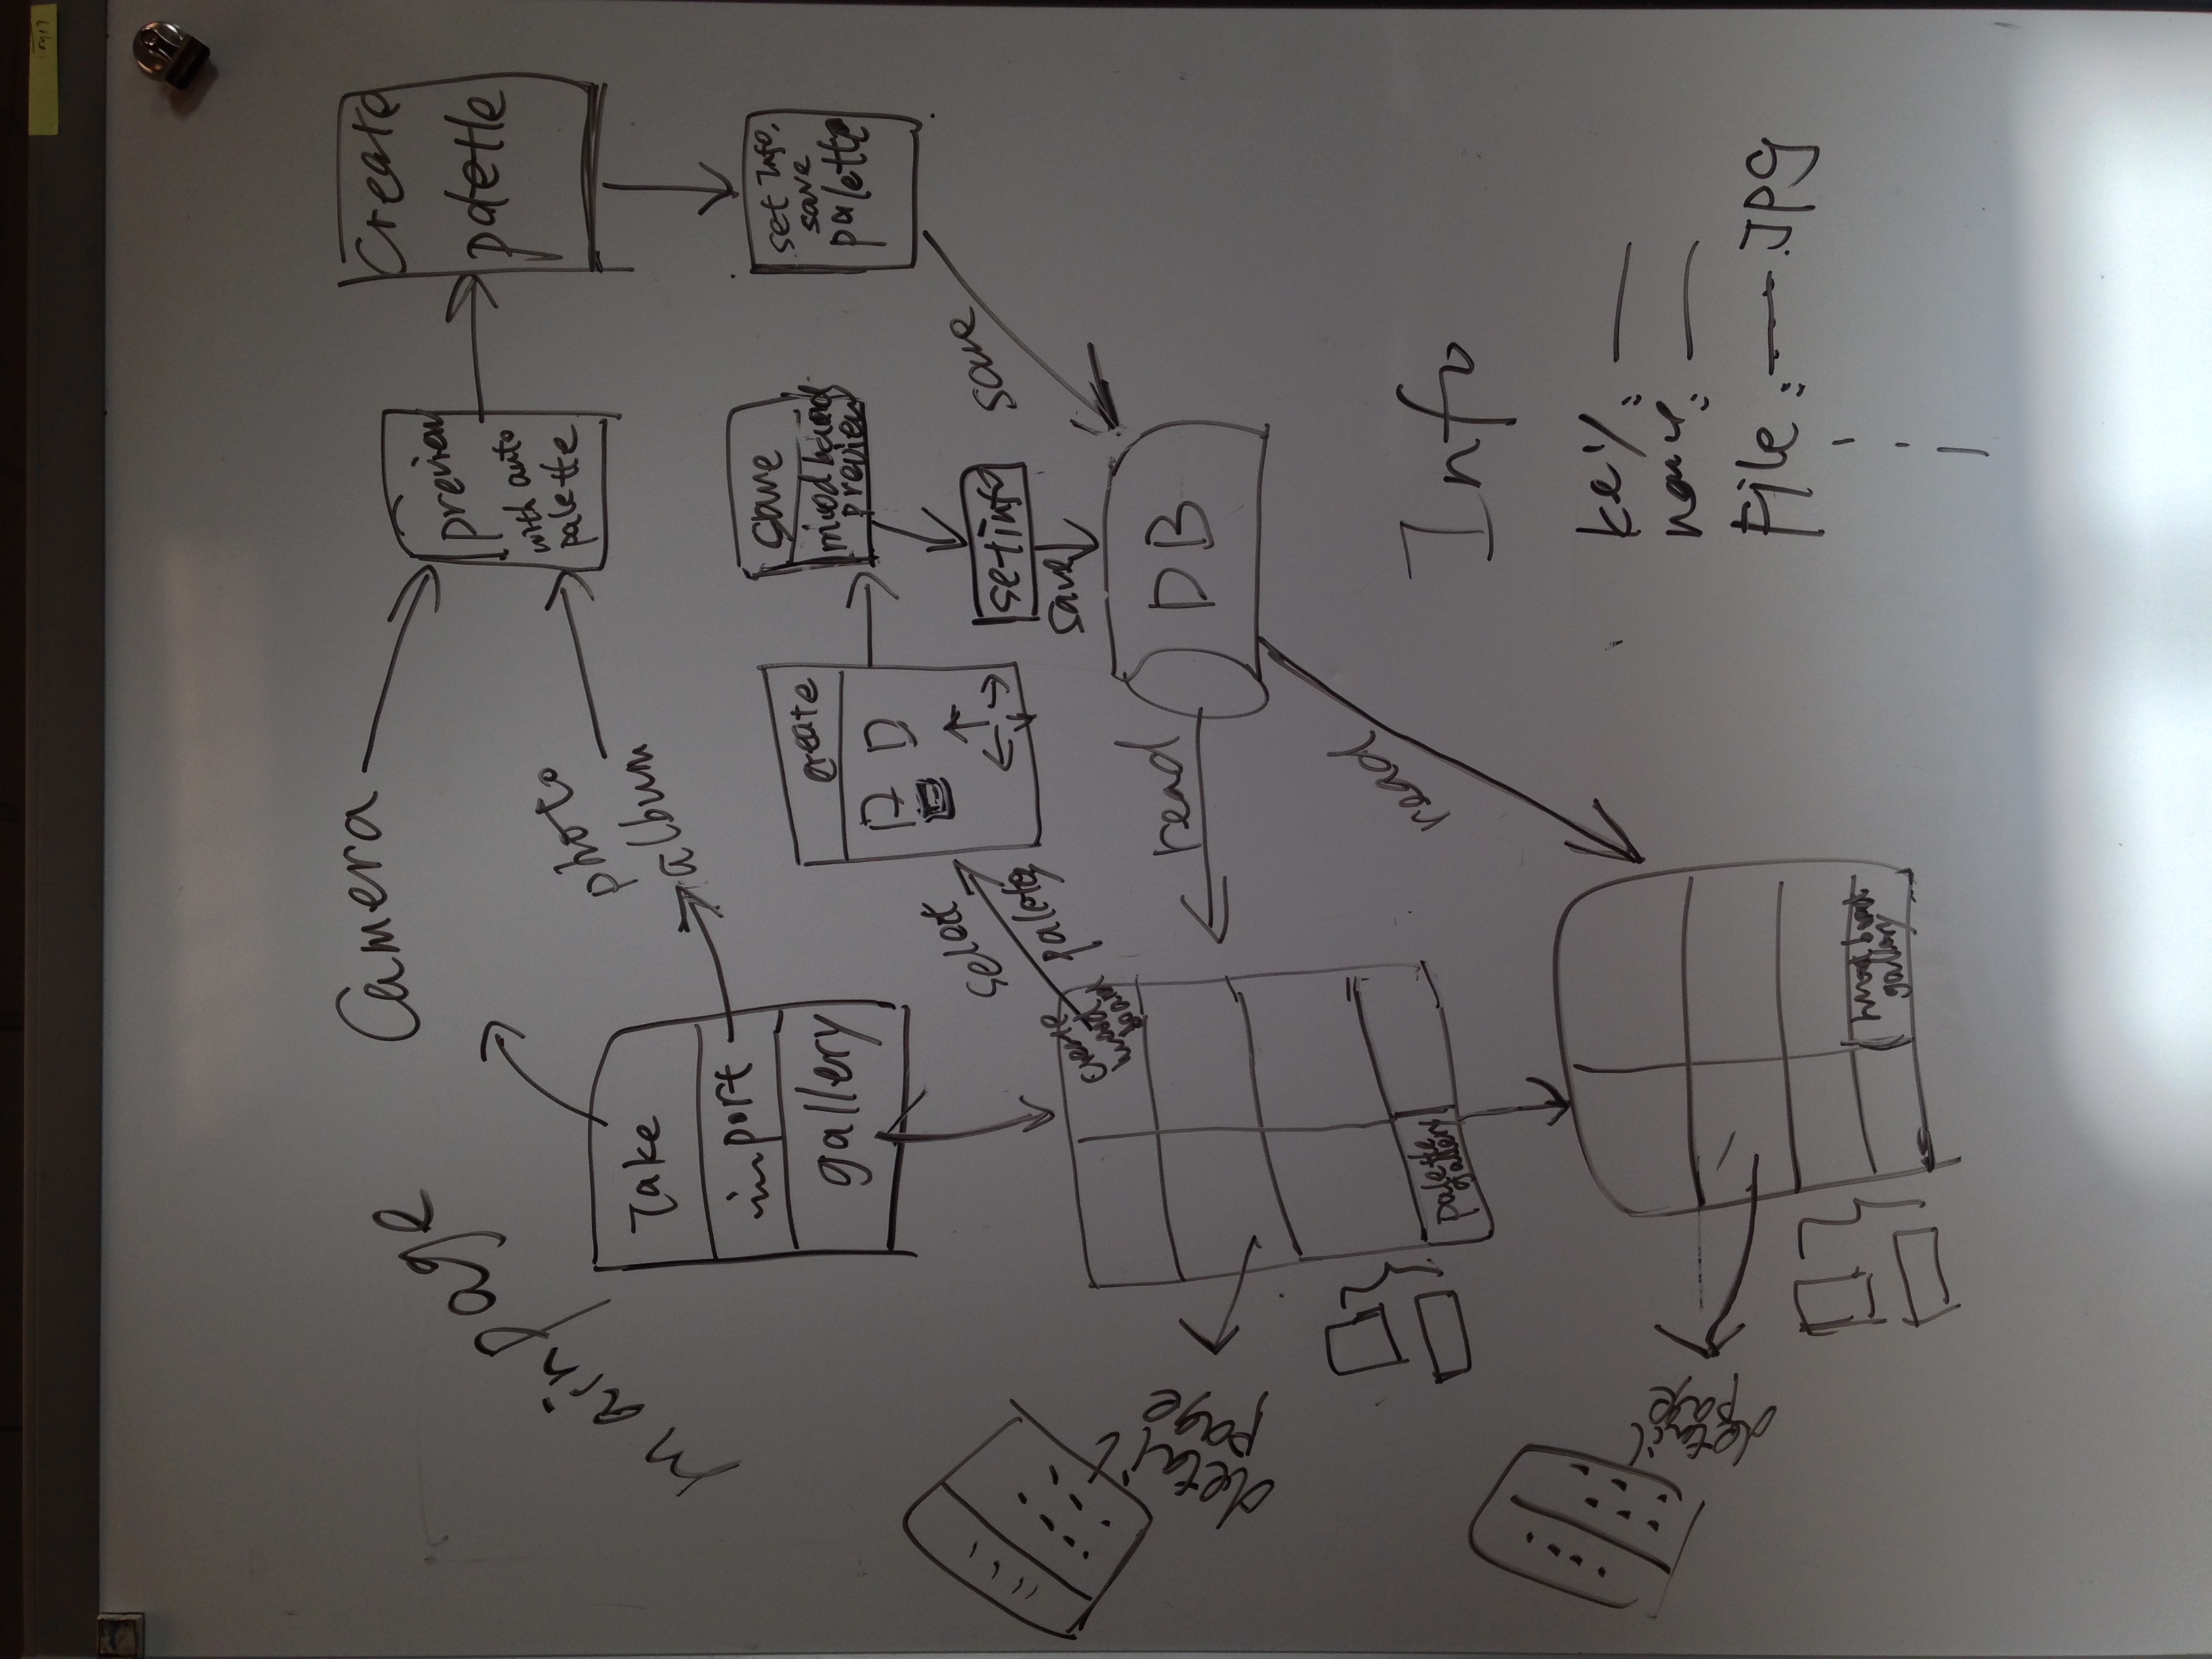 mainpage
Camera
Take
import
gallery
photo
album
preview
with auto
palette
Create
palette
set info,
save
palette
save
create
save
mood board
preview
set info
save
select
create
mood
board
detail
page
read
DB
read
palette
gallery
detail
page
mood board
gallery
Info
key:
name:
File: JPG